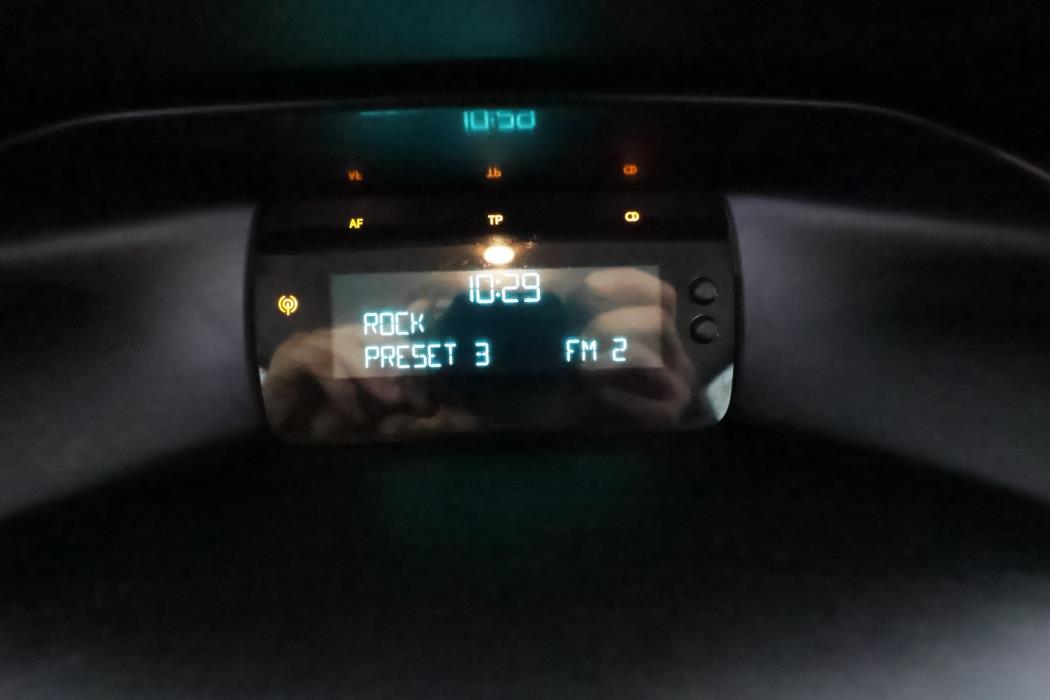 AF TP
10:29
ROCK
PRESET 3 FM 2